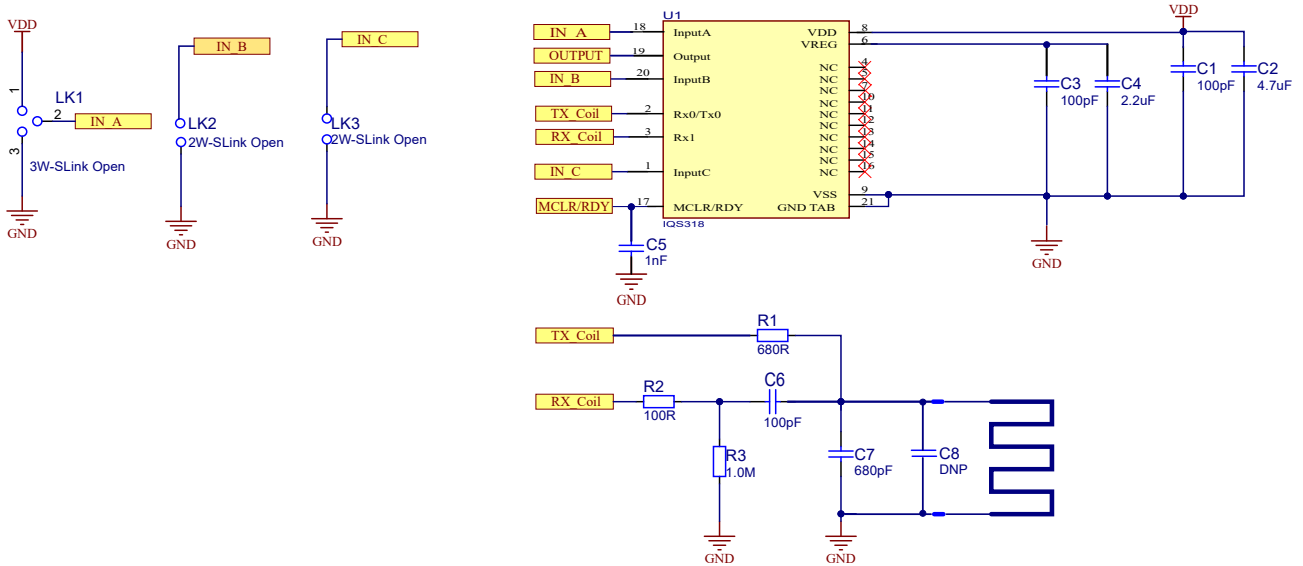 VDD
1
LK1
2
IN_A
3
3W-SLink Open
GND
IN_B
LK2
2W-SLink Open
GND
IN_C
LK3
2W-SLink Open
GND
U1
IN_A 18 InputA
OUTPUT 19 Output
IN_B 20 InputB
TX_Coil 2 Rx0/Tx0
RX_Coil 3 Rx1
IN_C 1 InputC
MCLR/RDY 17 MCLR/RDY
IQS318
VDD 8
VREG 6
NC 4
NC 5
NC 7
NC 10
NC 11
NC 12
NC 13
NC 14
NC 15
NC 16
VSS 9
GND TAB 21
C5
1nF
GND
VDD
C3
100pF
C4
2.2uF
C1
100pF
C2
4.7uF
GND
TX_Coil
R1
680R
RX_Coil
R2
100R
C6
100pF
R3
1.0M
C7
680pF
C8
DNP
GND
GND